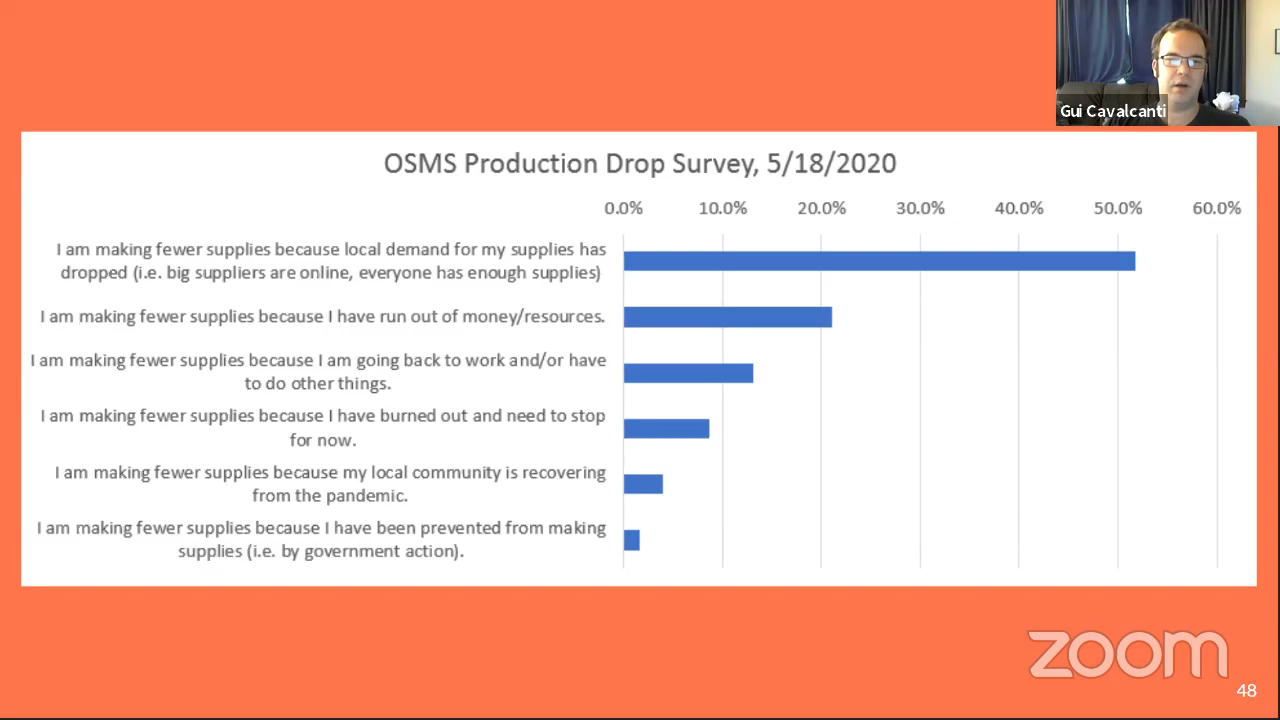 Gui Cavalcanti
OSMS Production Drop Survey, 5/18/2020
0.0% 10.0% 20.0% 30.0% 40.0% 50.0% 60.0%
I am making fewer supplies because local demand for my supplies has
dropped (i.e. big suppliers are online, everyone has enough supplies)
I am making fewer supplies because I have run out of money/resources.
I am making fewer supplies because I am going back to work and/or have
to do other things.
I am making fewer supplies because I have burned out and need to stop
for now.
I am making fewer supplies because my local community is recovering
from the pandemic.
I am making fewer supplies because I have been prevented from making
supplies (i.e. by government action).
zoom
48